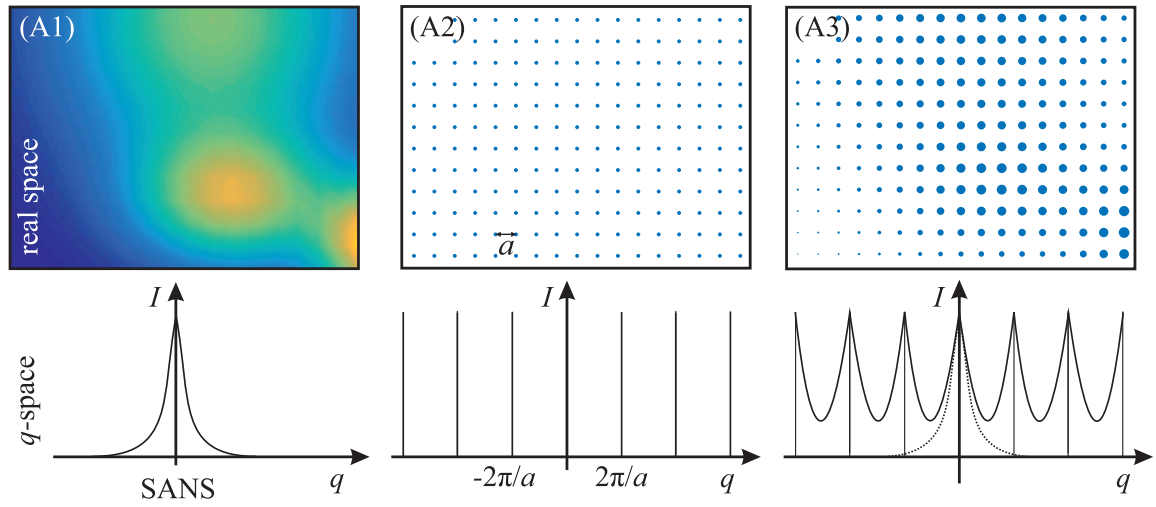 (A1)
(A2)
(A3)
real space
a
I
I
I
q-space
SANS
q
-2π/a
2π/a
q
q